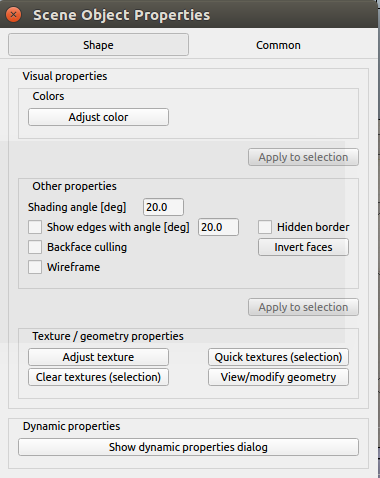 Scene Object Properties
Shape Common
Visual properties
Colors
Adjust color
Apply to selection
Other properties
Shading angle [deg] 20.0
Show edges with angle [deg] 20.0 Hidden border
Backface culling Invert faces
Wireframe
Apply to selection
Texture / geometry properties
Adjust texture Quick textures (selection)
Clear textures (selection) View/modify geometry
Dynamic properties
Show dynamic properties dialog